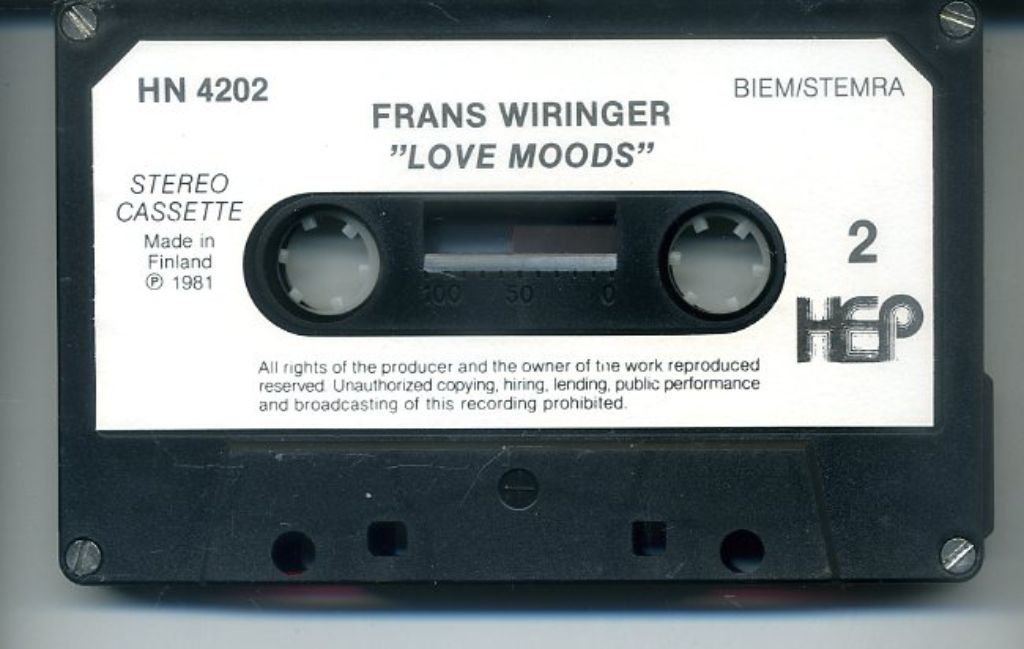 HN 4202
BIEM/STEMRA
FRANS WIRINGER
"LOVE MOODS"
STEREO
CASSETTE
Made in
Finland
℗ 1981
2
HEP
100 50 0
All rights of the producer and the owner of the work reproduced
reserved. Unauthorized copying, hiring, lending, public performance
and broadcasting of this recording prohibited.